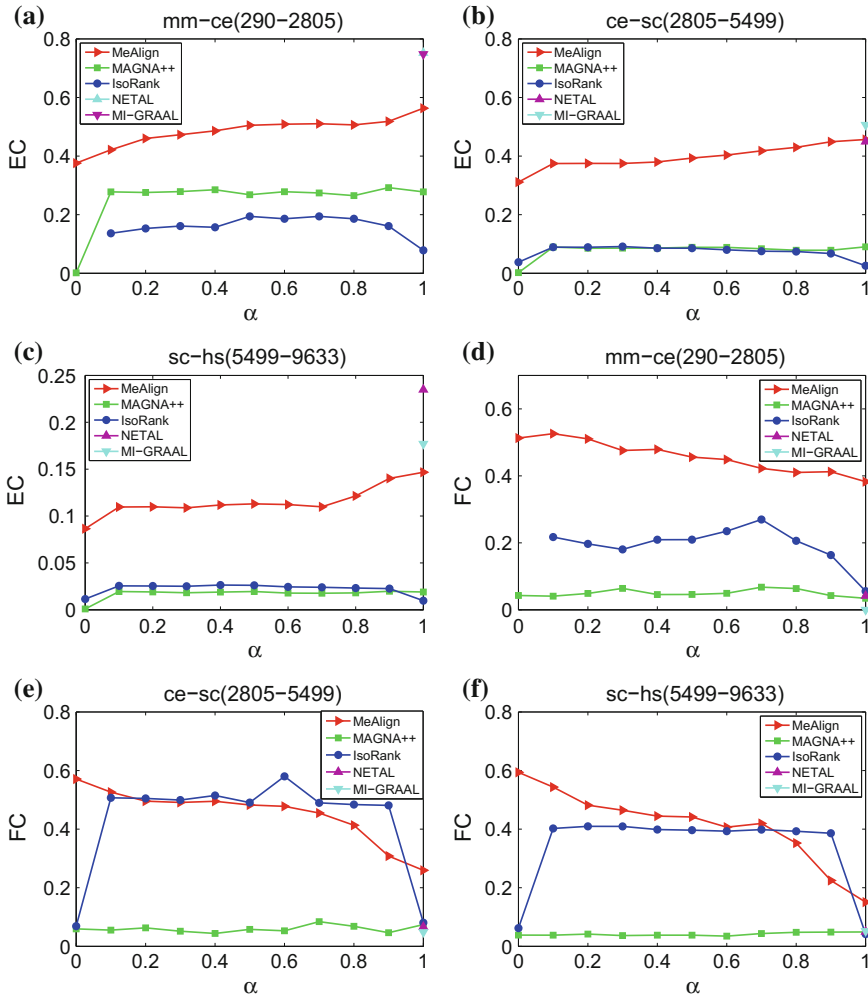 (a)
mm-ce(290-2805)
0.8
0.6
0.4
0.2
0
EC
MeAlign
MAGNA++
IsoRank
NETAL
MI-GRAAL
0 0.2 0.4 0.6 0.8 1
α
(b)
ce-sc(2805-5499)
0.8
0.6
0.4
0.2
0
EC
MeAlign
MAGNA++
IsoRank
NETAL
MI-GRAAL
0 0.2 0.4 0.6 0.8 1
α
(c)
sc-hs(5499-9633)
0.25
0.2
0.15
0.1
0.05
0
EC
MeAlign
MAGNA++
IsoRank
NETAL
MI-GRAAL
0 0.2 0.4 0.6 0.8 1
α
(d)
mm-ce(290-2805)
0.6
0.4
0.2
0
FC
MeAlign
MAGNA++
IsoRank
NETAL
MI-GRAAL
0 0.2 0.4 0.6 0.8 1
α
(e)
ce-sc(2805-5499)
0.8
0.6
0.4
0.2
0
FC
MeAlign
MAGNA++
IsoRank
NETAL
MI-GRAAL
0 0.2 0.4 0.6 0.8 1
α
(f)
sc-hs(5499-9633)
0.8
0.6
0.4
0.2
0
FC
MeAlign
MAGNA++
IsoRank
NETAL
MI-GRAAL
0 0.2 0.4 0.6 0.8 1
α